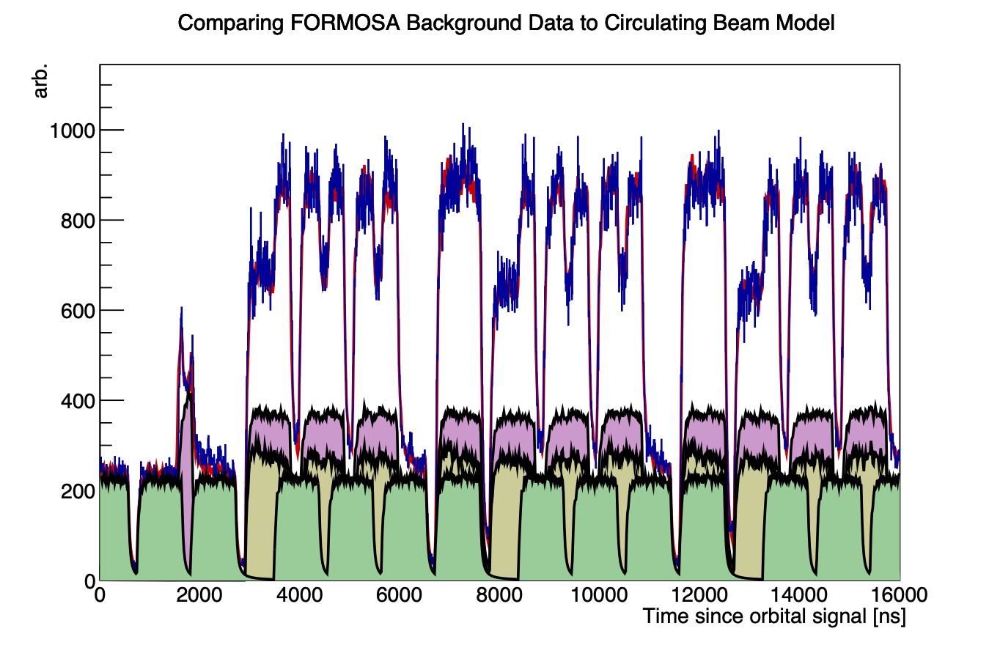 Comparing FORMOSA Background Data to Circulating Beam Model
arb.
1000
800
600
400
200
0
0 2000 4000 6000 8000 10000 12000 14000 16000
Time since orbital signal [ns]